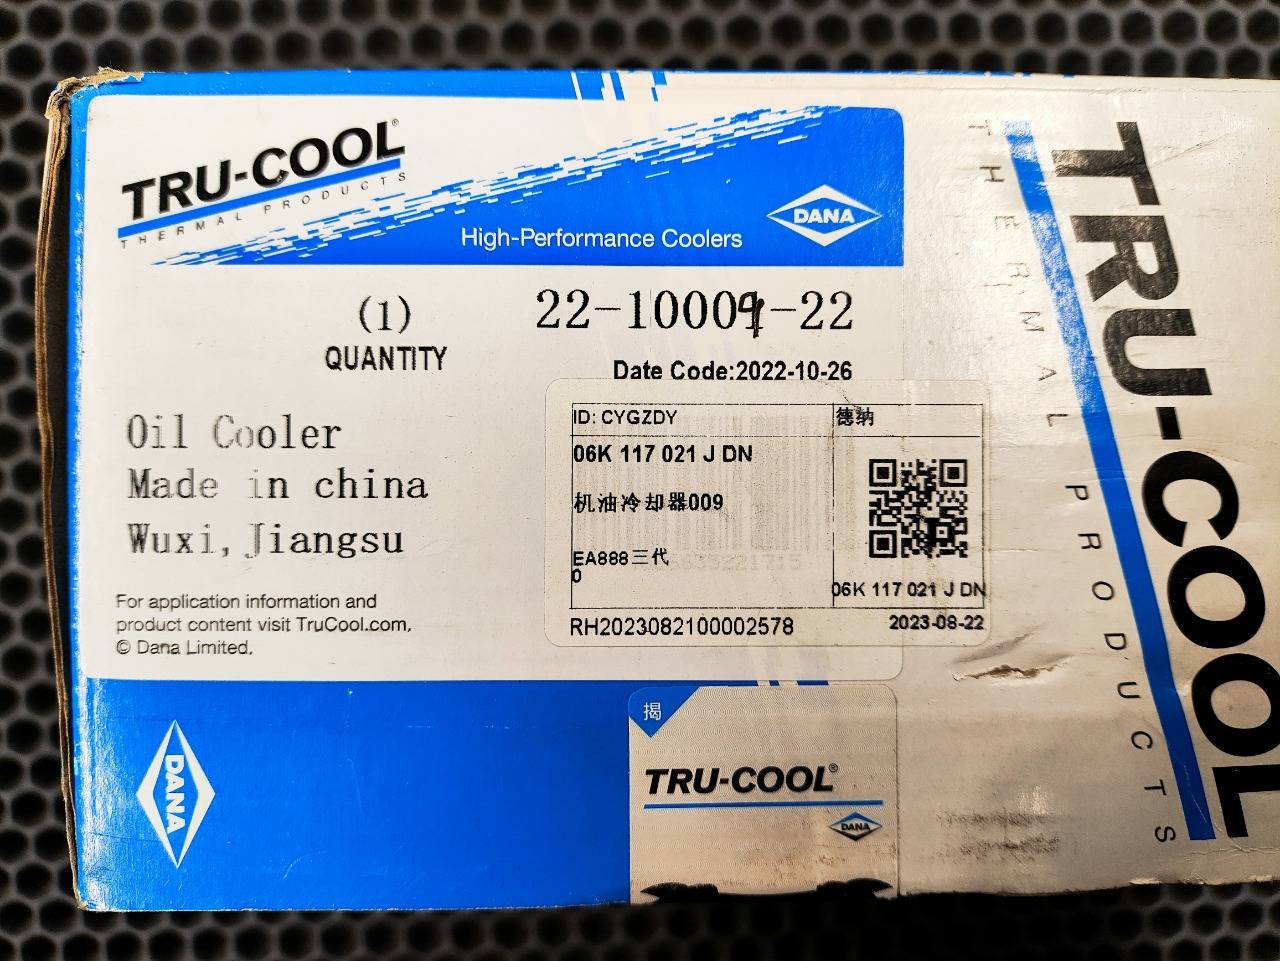 TRU-COOL®
THERMAL PRODUCTS
High-Performance Coolers
DANA
(1)
QUANTITY
22-10009-22
Date Code:2022-10-26
Oil Cooler
Made in china
Wuxi, Jiangsu
For application information and
product content visit TruCool.com.
© Dana Limited.
ID: CYGZDY
德纳
06K 117 021 J DN
机油冷却器009
EA888三代
0
06K 117 021 J DN
RH2023082100002578
2023-08-22
DANA
揭
TRU-COOL®
DANA
TRU-COOL
THERMAL PRODUCTS